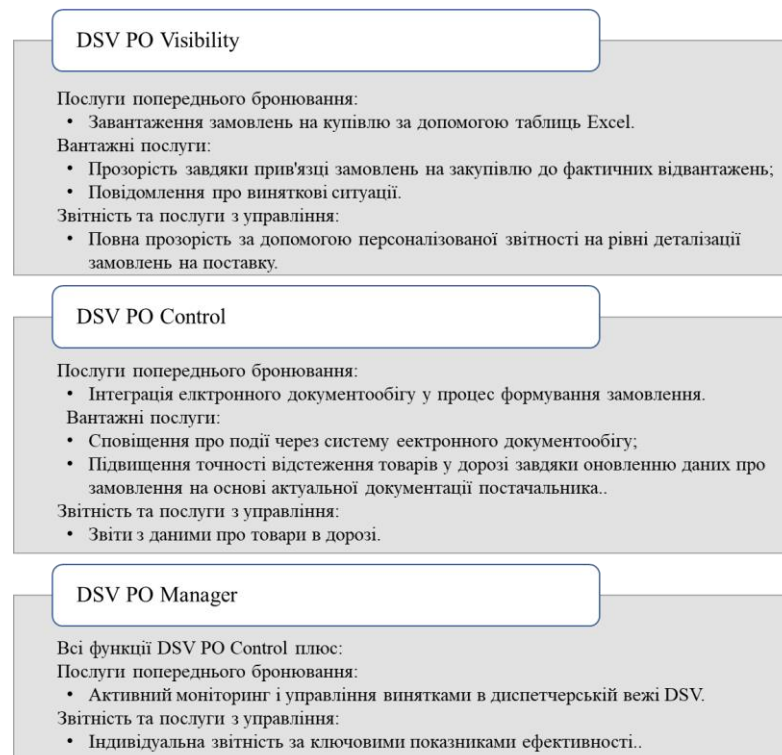 DSV PO Visibility
Послуги попереднього бронювання:
• Завантаження замовлень на купівлю за допомогою таблиць Excel.
Вантажні послуги:
• Прозорість завдяки прив'язці замовлень на закупівлю до фактичних відвантажень;
• Повідомлення про виняткові ситуації.
Звітність та послуги з управління:
• Повна прозорість за допомогою персоналізованої звітності на рівні деталізації
замовлень на поставку.
DSV PO Control
Послуги попереднього бронювання:
• Інтеграція елктронного документообігу у процес формування замовлення.
Вантажні послуги:
• Сповіщення про події через систему еектронного документообігу;
• Підвищення точності відстеження товарів у дорозі завдяки оновленню даних про
замовлення на основі актуальної документації постачальника..
Звітність та послуги з управління:
• Звіти з даними про товари в дорозі.
DSV PO Manager
Всі функції DSV PO Control плюс:
Послуги попереднього бронювання:
• Активний моніторинг і управління винятками в диспетчерській вежі DSV.
Звітність та послуги з управління:
• Індивідуальна звітність за ключовими показниками ефективності..